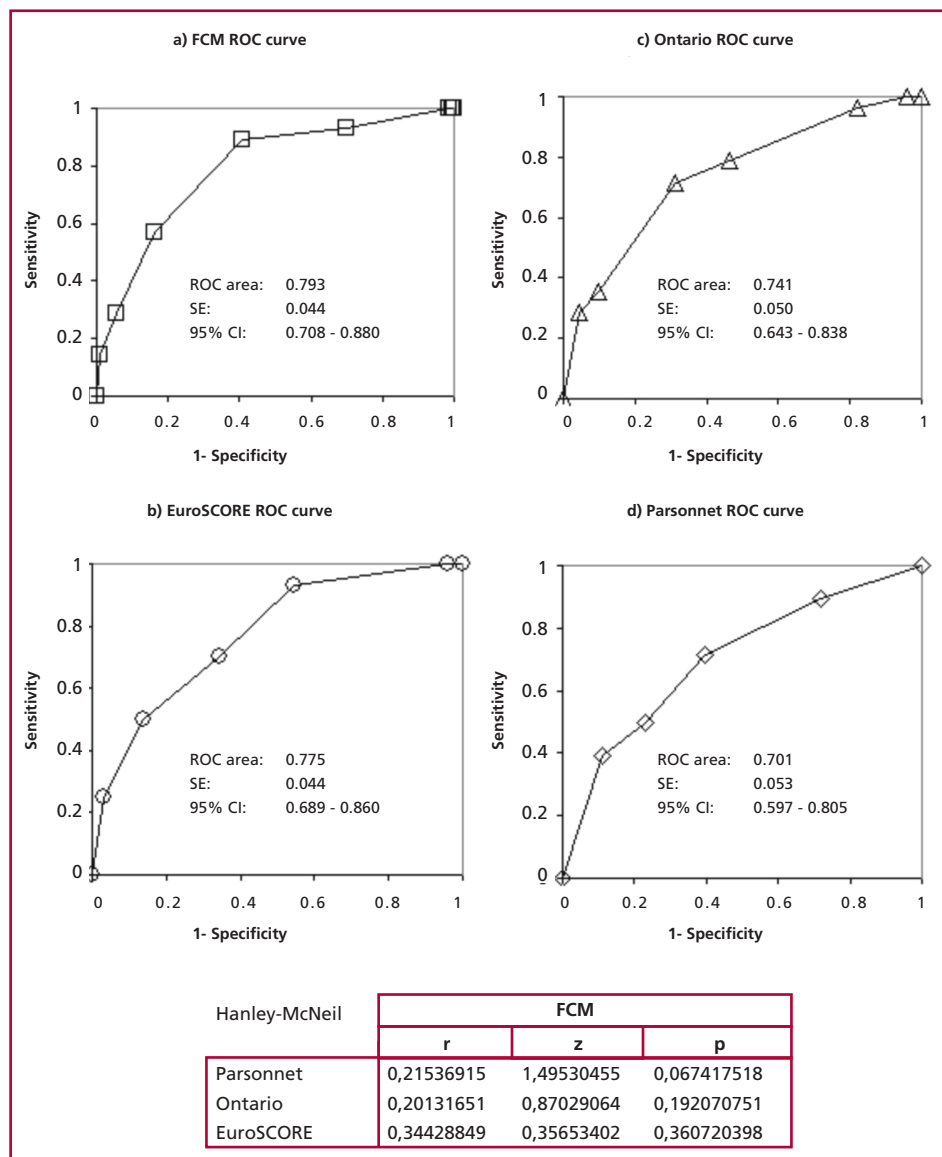 a) FCM ROC curve
1
0.8
0.6
0.4
0.2
0
Sensitivity
ROC area: 0.793
SE: 0.044
95% CI: 0.708 - 0.880
0 0.2 0.4 0.6 0.8 1
1- Specificity
c) Ontario ROC curve
1
0.8
0.6
0.4
0.2
0
Sensitivity
ROC area: 0.741
SE: 0.050
95% CI: 0.643 - 0.838
0 0.2 0.4 0.6 0.8 1
1- Specificity
b) EuroSCORE ROC curve
1
0.8
0.6
0.4
0.2
0
Sensitivity
ROC area: 0.775
SE: 0.044
95% CI: 0.689 - 0.860
0 0.2 0.4 0.6 0.8 1
1- Specificity
d) Parsonnet ROC curve
1
0.8
0.6
0.4
0.2
0
Sensitivity
ROC area: 0.701
SE: 0.053
95% CI: 0.597 - 0.805
0 0.2 0.4 0.6 0.8 1
1- Specificity
Hanley-McNeil FCM
r z p
Parsonnet 0,21536915 1,49530455 0,067417518
Ontario 0,20131651 0,87029064 0,192070751
EuroSCORE 0,34428849 0,35653402 0,360720398